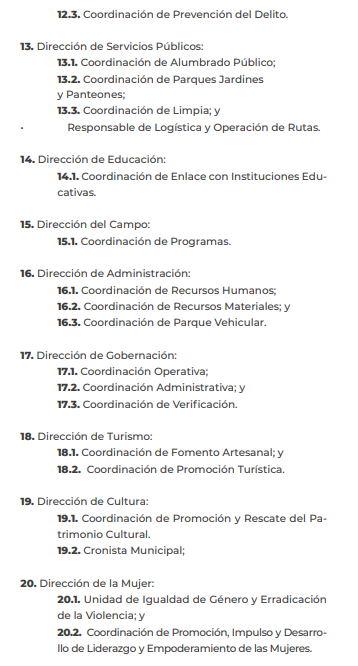 12.3. Coordinación de Prevención del Delito.
13. Dirección de Servicios Públicos:
13.1. Coordinación de Alumbrado Público;
13.2. Coordinación de Parques Jardines
y Panteones;
13.3. Coordinación de Limpia; y
· Responsable de Logística y Operación de Rutas.
14. Dirección de Educación:
14.1. Coordinación de Enlace con Instituciones Edu-
cativas.
15. Dirección del Campo:
15.1. Coordinación de Programas.
16. Dirección de Administración:
16.1. Coordinación de Recursos Humanos;
16.2. Coordinación de Recursos Materiales; y
16.3. Coordinación de Parque Vehicular.
17. Dirección de Gobernación:
17.1. Coordinación Operativa;
17.2. Coordinación Administrativa; y
17.3. Coordinación de Verificación.
18. Dirección de Turismo:
18.1. Coordinación de Fomento Artesanal; y
18.2. Coordinación de Promoción Turística.
19. Dirección de Cultura:
19.1. Coordinación de Promoción y Rescate del Pa-
trimonio Cultural.
19.2. Cronista Municipal;
20. Dirección de la Mujer:
20.1. Unidad de Igualdad de Género y Erradicación
de la Violencia; y
20.2. Coordinación de Promoción, Impulso y Desarro-
llo de Liderazgo y Empoderamiento de las Mujeres.